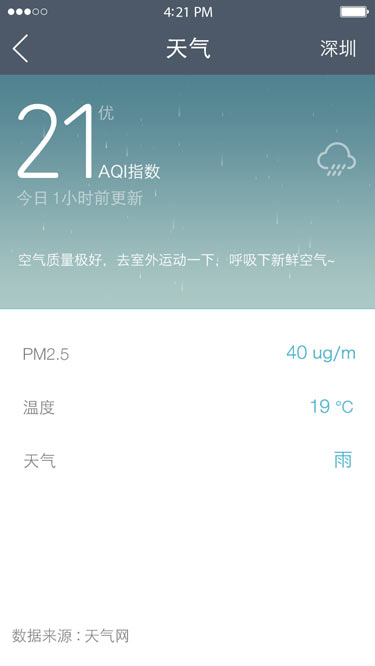 4:21 PM
天气
深圳
21
优
AQI指数
今日 1小时前更新
空气质量极好，去室外运动一下，呼吸下新鲜空气~
PM2.5 40 ug/m
温度 19 °C
天气 雨
数据来源：天气网